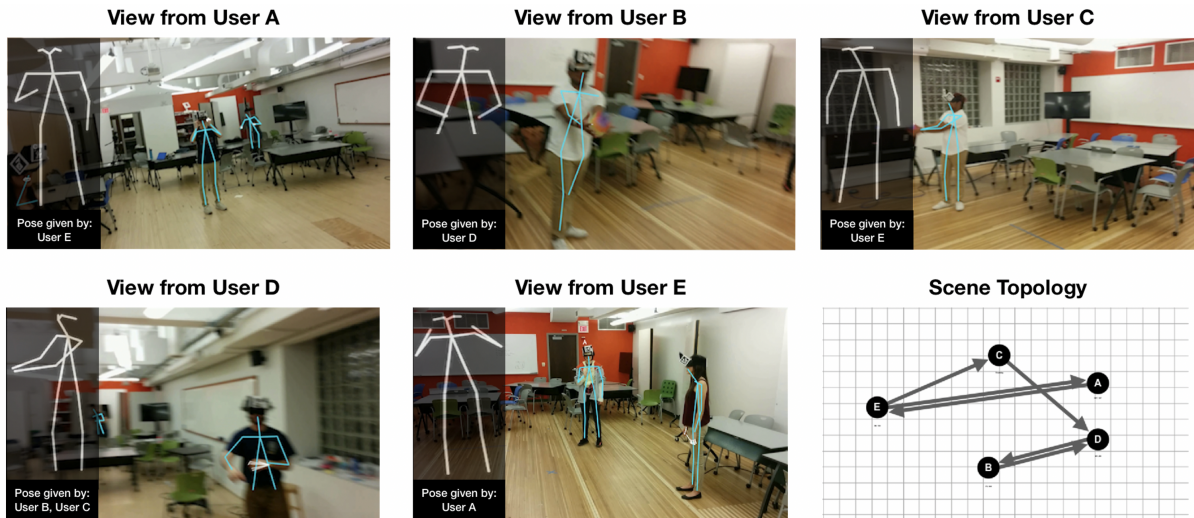 View from User A
View from User B
View from User C
Pose given by:
User E
Pose given by:
User D
Pose given by:
User E
View from User D
View from User E
Scene Topology
Pose given by:
User B, User C
A
Pose given by:
User A
C
A
E
D
B